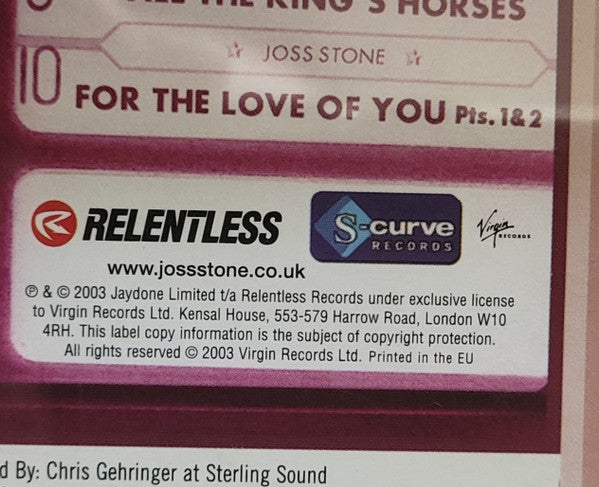 THE KING'S HORSES
JOSS STONE
10 FOR THE LOVE OF YOU Pts. 1 & 2
RELENTLESS
S-curve
RECORDS
Virgin
RECORDS
www.jossstone.co.uk
℗ & © 2003 Jaydone Limited t/a Relentless Records under exclusive license
to Virgin Records Ltd. Kensal House, 553-579 Harrow Road, London W10
4RH. This label copy information is the subject of copyright protection.
All rights reserved © 2003 Virgin Records Ltd. Printed in the EU
d By: Chris Gehringer at Sterling Sound